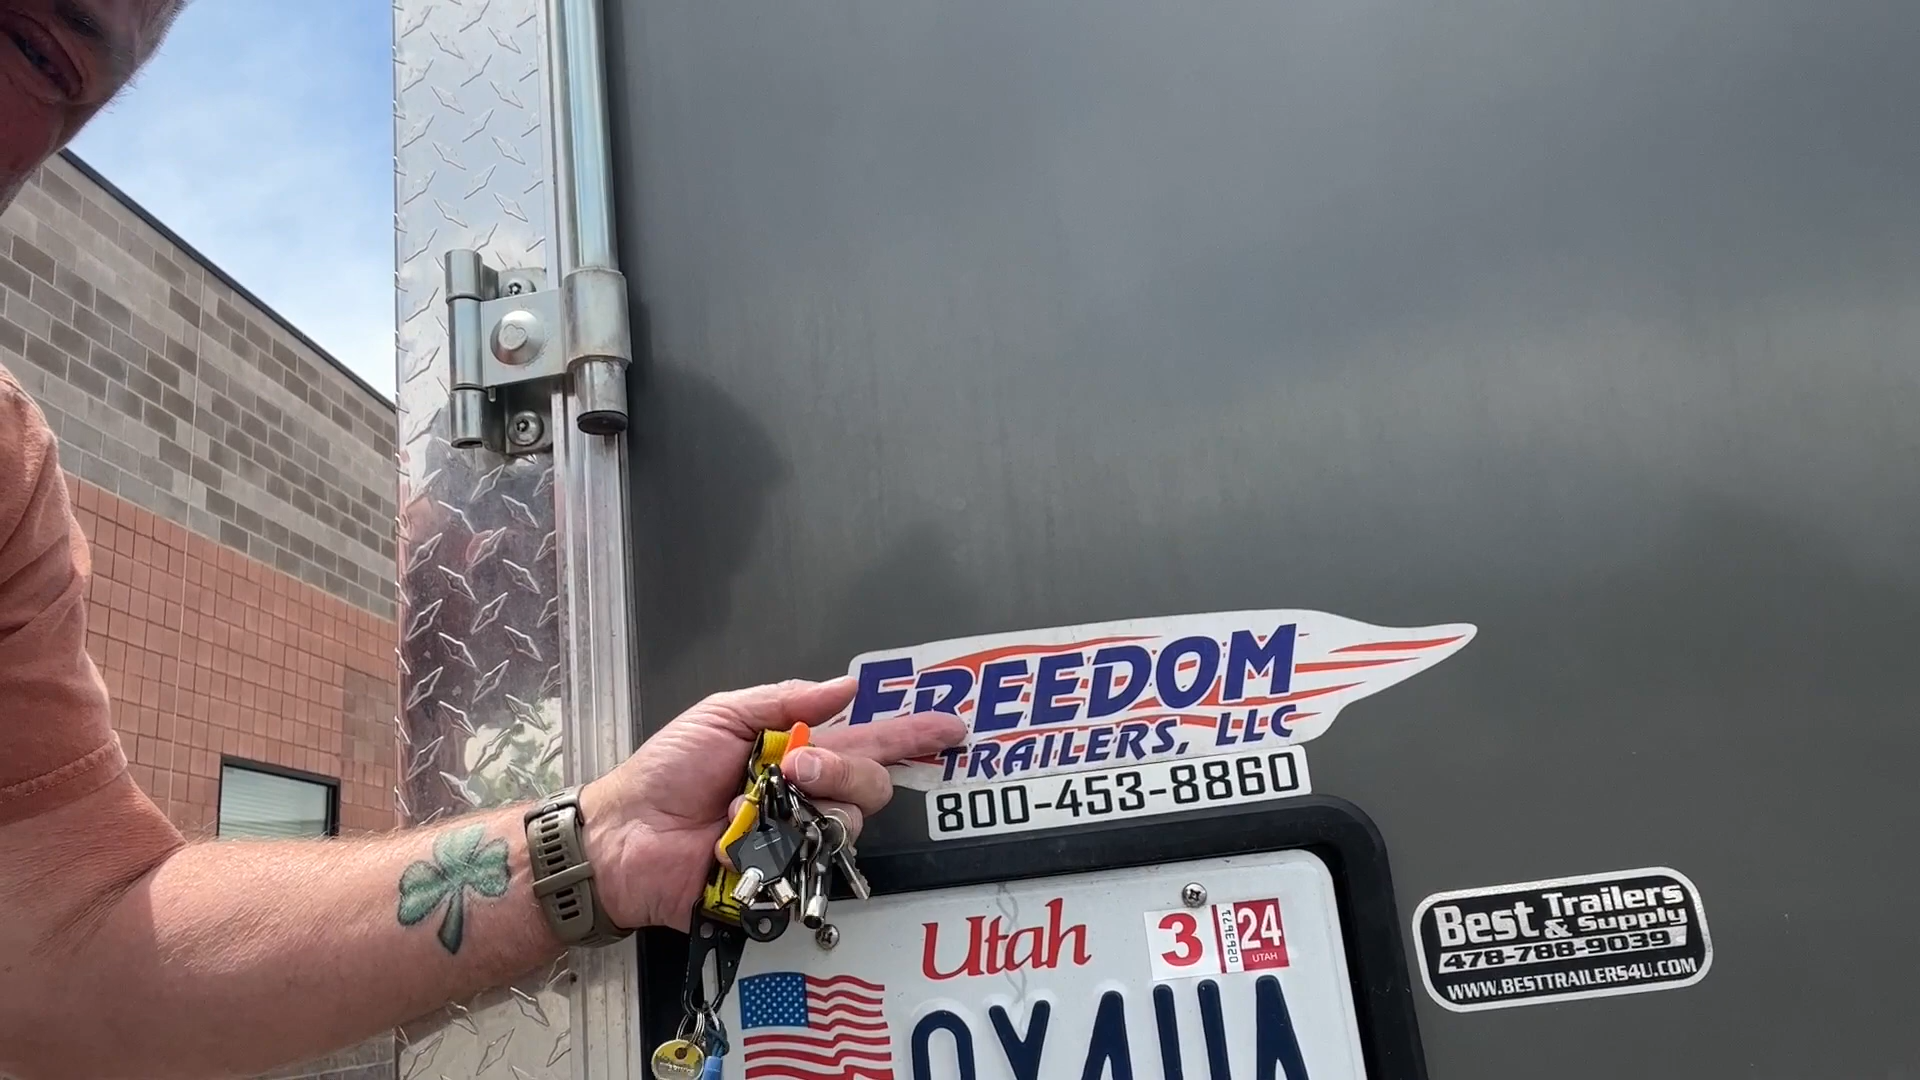 FREEDOM
TRAILERS, LLC
800-453-8860
Utah
3
24
UTAH
Best Trailers
& Supply
478-788-9039
WWW.BESTTRAILERS4U.COM